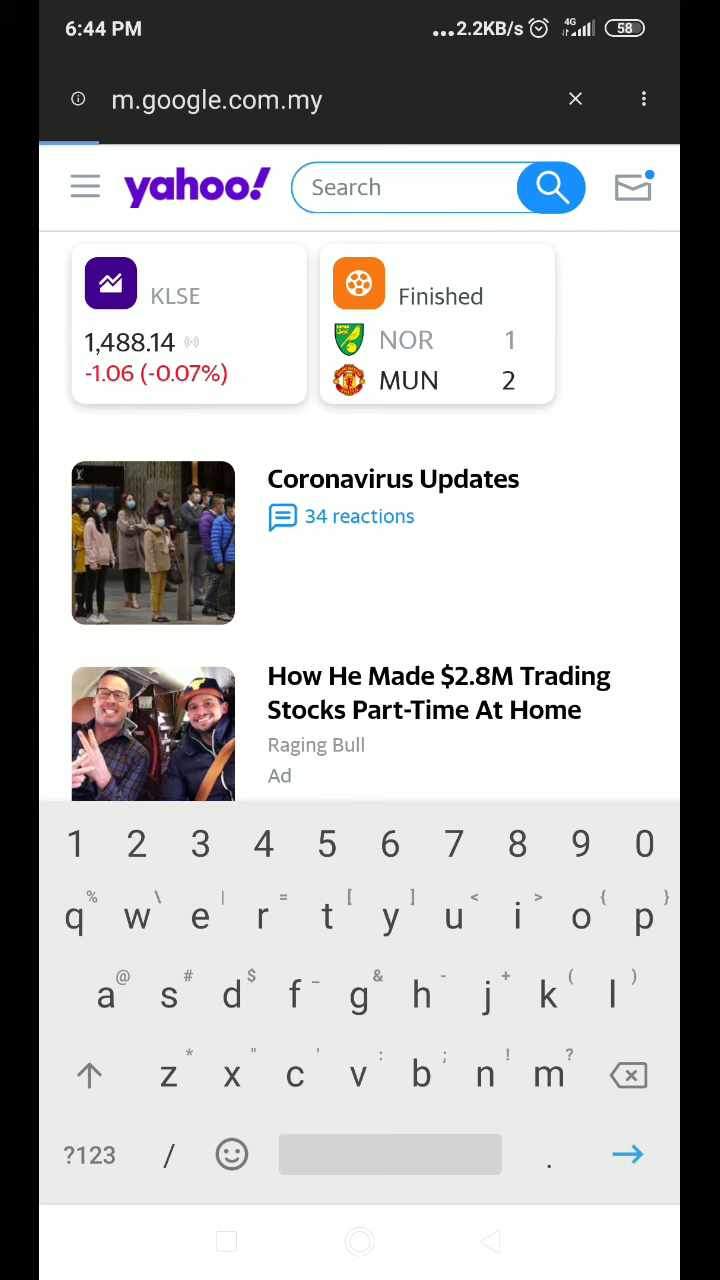 6:44 PM
...2.2KB/s 4G 58
m.google.com.my
yahoo!
Search
KLSE
1,488.14
-1.06 (-0.07%)
Finished
NOR 1
MUN 2
Coronavirus Updates
34 reactions
How He Made $2.8M Trading
Stocks Part-Time At Home
Raging Bull
Ad
1 2 3 4 5 6 7 8 9 0
% \ | = [ ] < > { }
q w e r t y u i o p
@ # $ _ & - + ( )
a s d f g h j k l
* " ' : ; ! ?
z x c v b n m
?123 / .